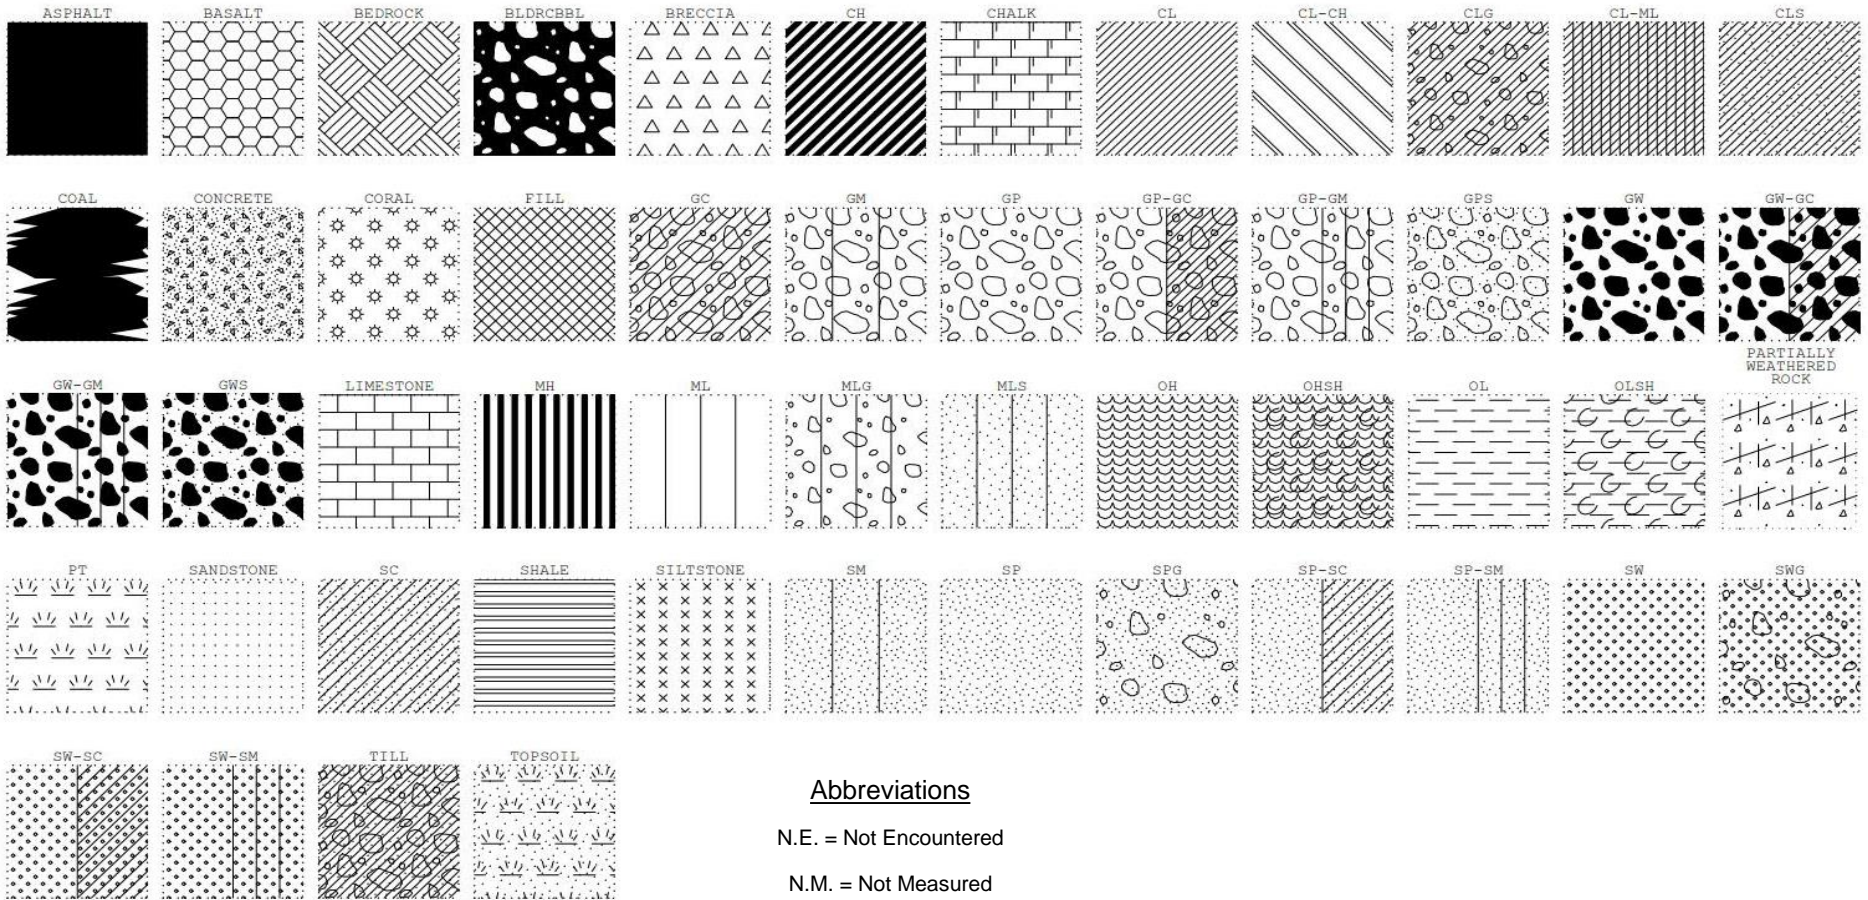 ASPHALT BASALT BEDROCK BLDRCBBL BRECCIA CH CHALK CL CL-CH CLG CL-ML CLS
COAL CONCRETE CORAL FILL GC GM GP GP-GC GP-GM GPS GW GW-GC
GW-GM GWS LIMESTONE MH ML MLG MLS OH OHSH OL OLSH PARTIALLY
WEATHERED
ROCK
PT SANDSTONE SC SHALE SILTSTONE SM SP SPG SP-SC SP-SM SW SWG
SW-SC SW-SM TILL TOPSOIL
Abbreviations
N.E. = Not Encountered
N.M. = Not Measured